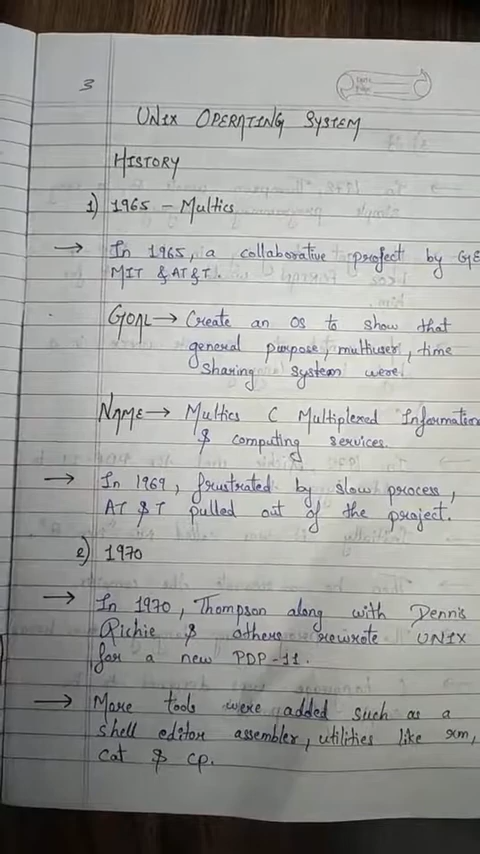 3
UNIX OPERATING SYSTEM
HISTORY
1) 1965 - Multics
→ In 1965, a collaborative project by GE
MIT & AT&T.
GOAL → Create an OS to show that
general purpose, multiuser, time
sharing system were
NAME → Multics C Multiplexed Information
& computing services.
→ In 1969, frustrated by slow process,
AT & T pulled out of the project.
2) 1970
→ In 1970, Thompson along with Dennis
Richie & others rewrote UNIX
for a new PDP-11.
→ More tools were added such as a
shell editor assembler, utilities like rm,
cat & cp.